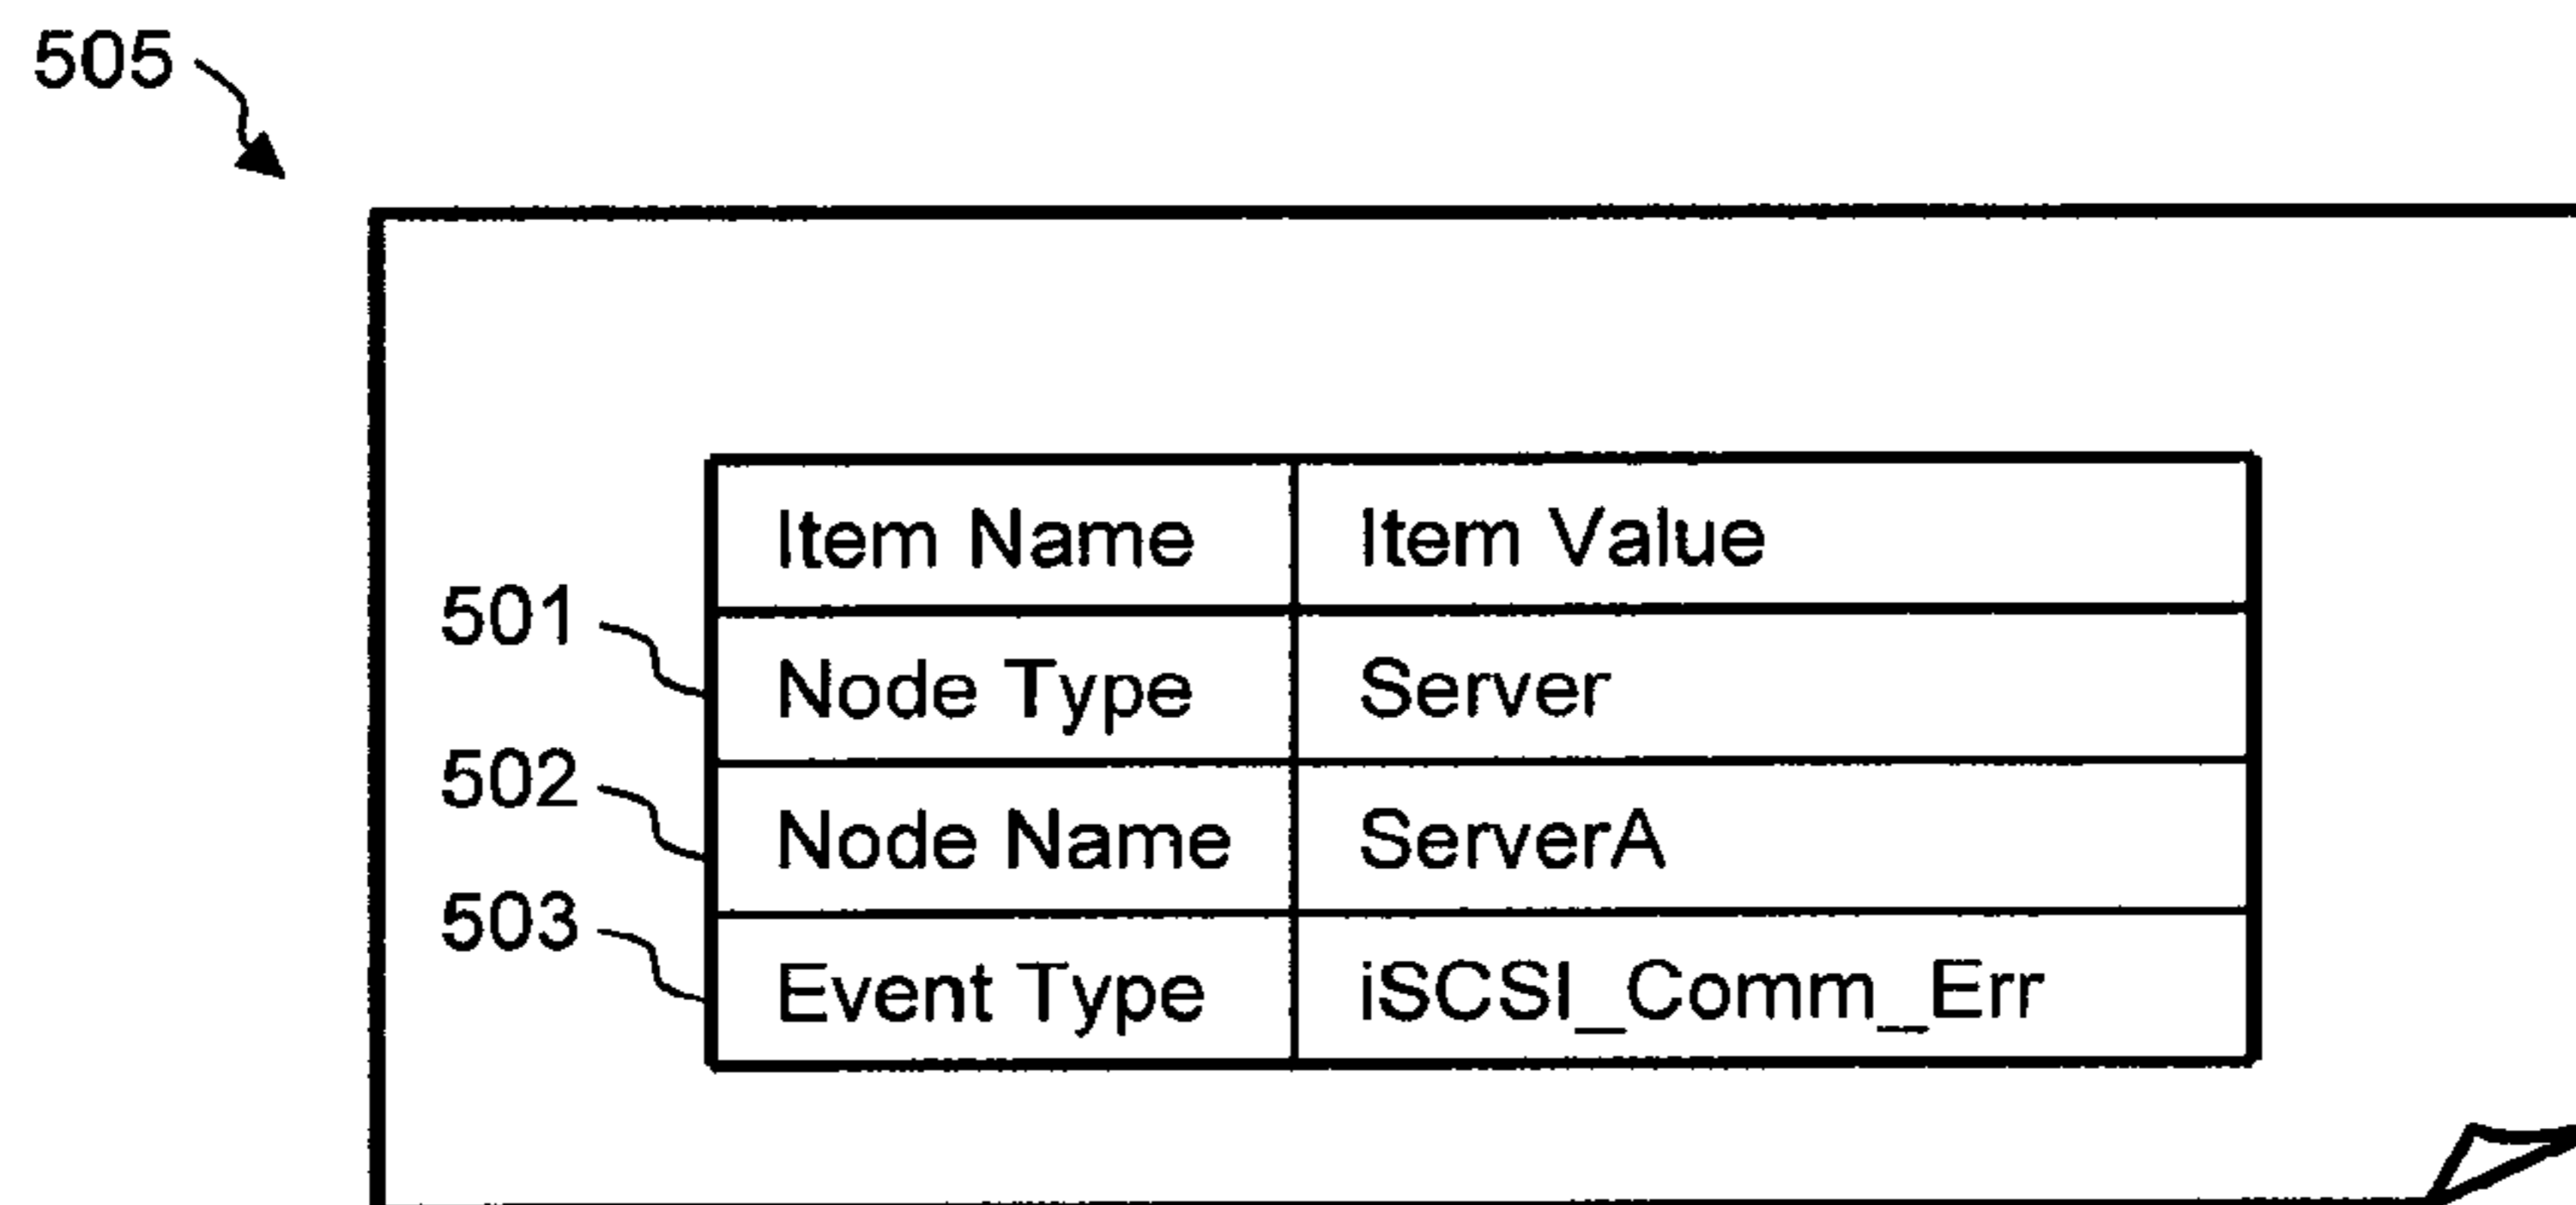 505
Item Name Item Value
501 Node Type Server
502 Node Name ServerA
503 Event Type iSCSI_Comm_Err